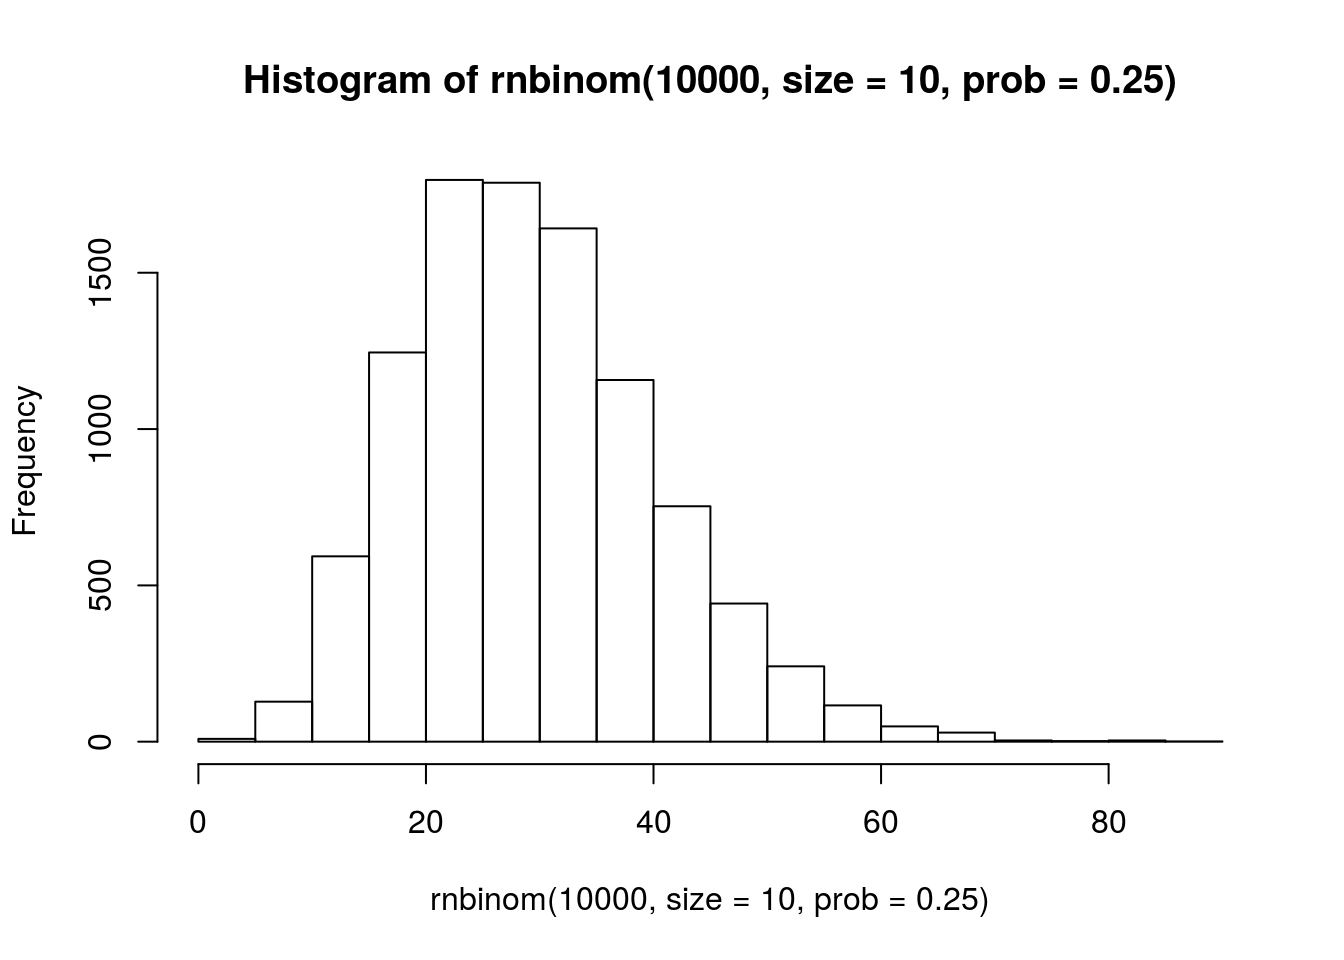 Histogram of rnbinom(10000, size = 10, prob = 0.25)
Frequency
1500
1000
500
0
0 20 40 60 80
rnbinom(10000, size = 10, prob = 0.25)